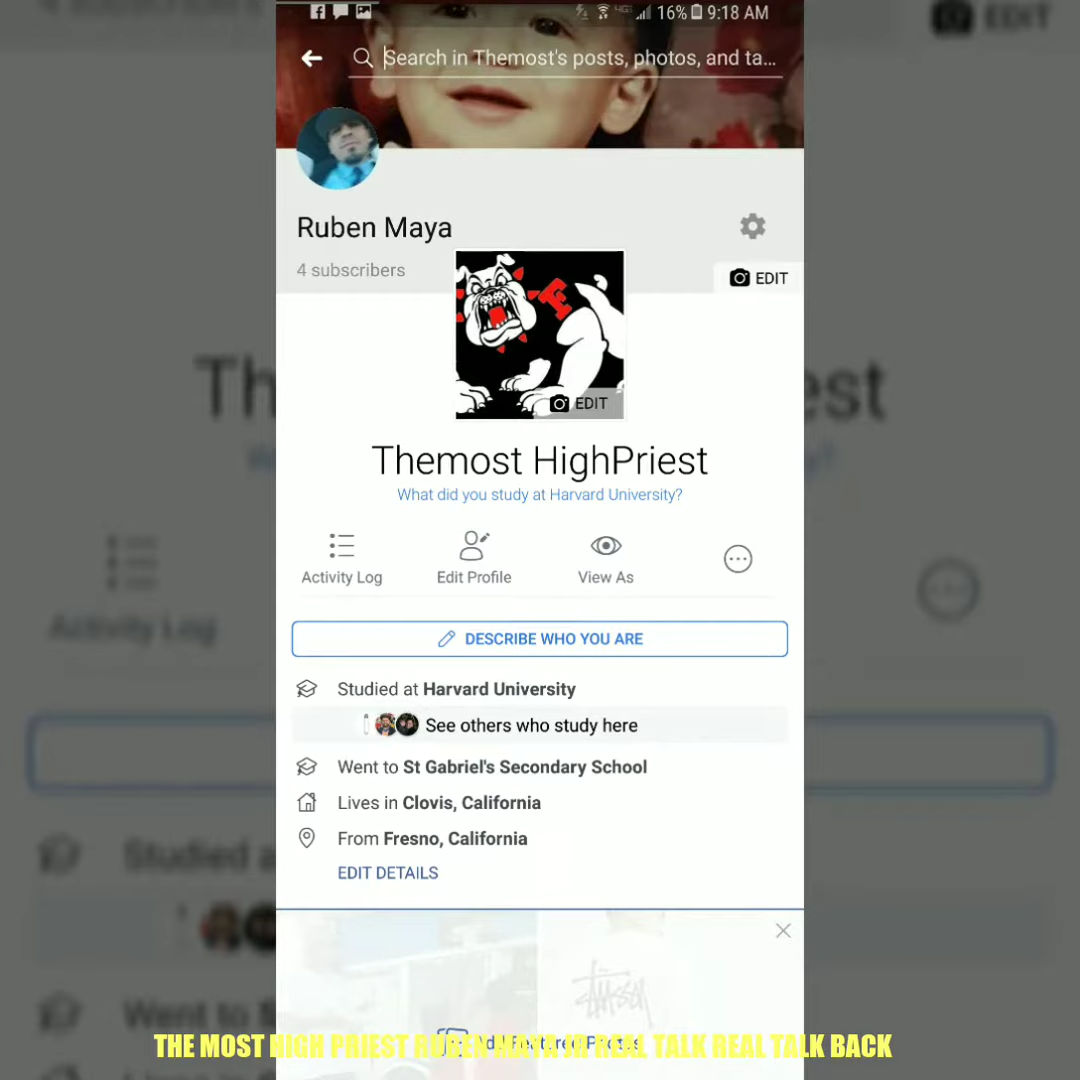 16% 9:18 AM
Search in Themost's posts, photos, and ta...
Ruben Maya
4 subscribers
EDIT
F
EDIT
Themost HighPriest
What did you study at Harvard University?
Activity Log
Edit Profile
View As
DESCRIBE WHO YOU ARE
Studied at Harvard University
See others who study here
Went to St Gabriel's Secondary School
Lives in Clovis, California
From Fresno, California
EDIT DETAILS
THE MOST HIGH PRIEST RUBEN MAYA JR REAL TALK REAL TALK BACK